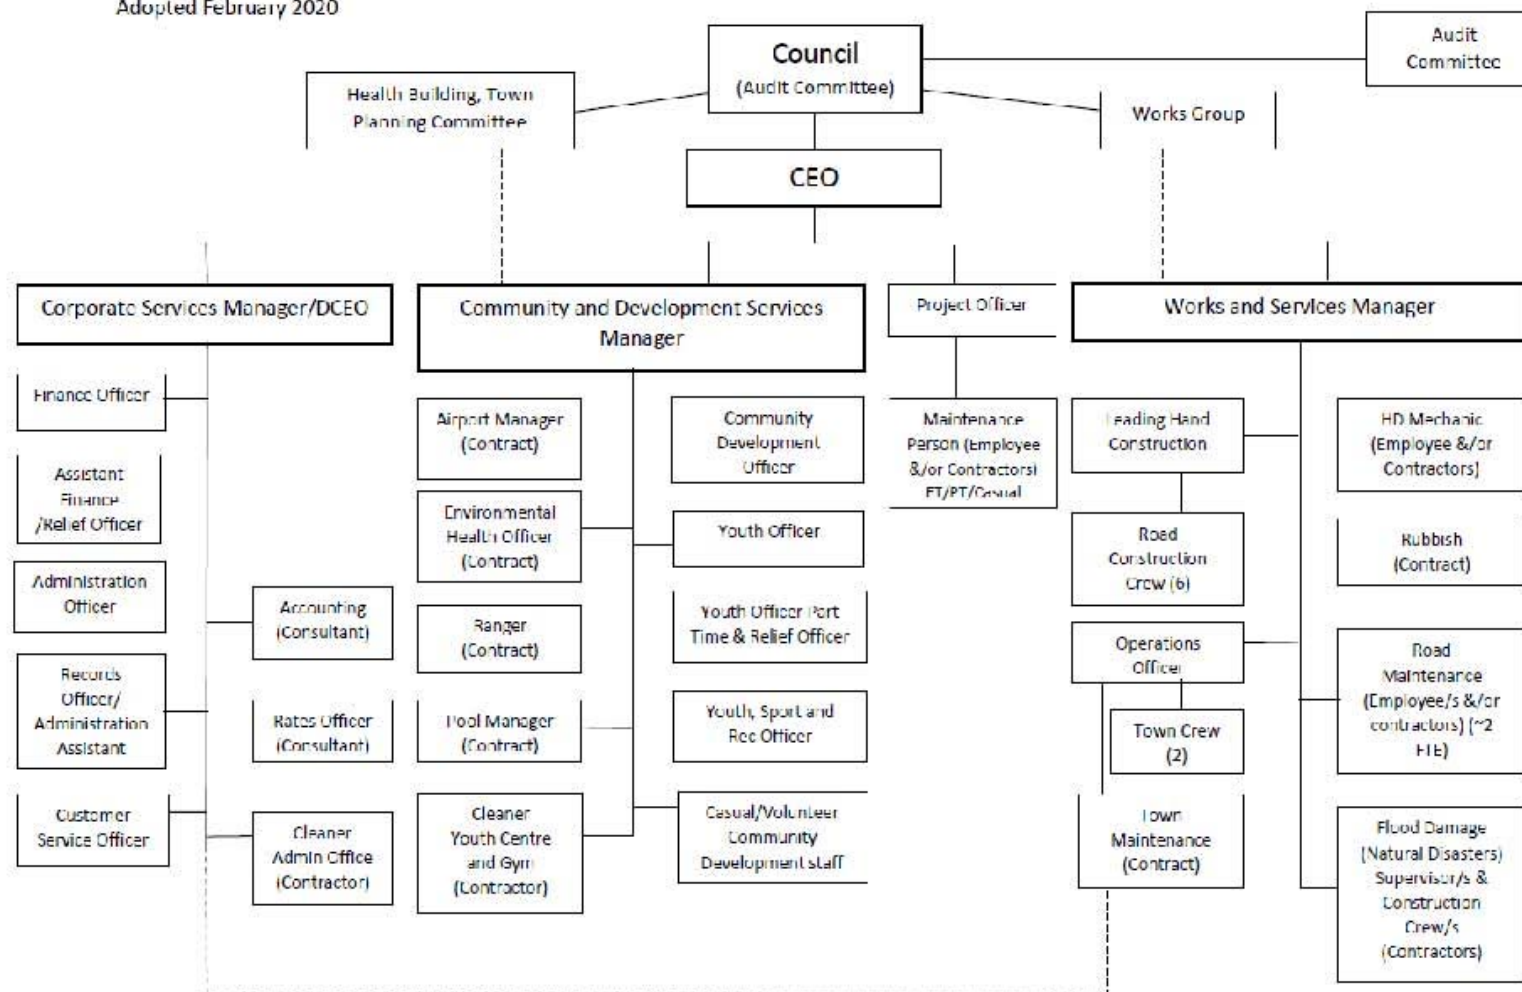 Adopted February 2020
Council
(Audit Committee)
Audit
Committee
Health Building, Town
Planning Committee
Works Group
CEO
Corporate Services Manager/DCEO
Community and Development Services
Manager
Project Officer
Works and Services Manager
Finance Officer
Assistant
Finance
/Relief Officer
Administration
Officer
Records
Officer/
Administration
Assistant
Customer
Service Officer
Accounting
(Consultant)
Rates Officer
(Consultant)
Cleaner
Admin Office
(Contractor)
Airport Manager
(Contract)
Environmental
Health Officer
(Contract)
Ranger
(Contract)
Pool Manager
(Contract)
Cleaner
Youth Centre
and Gym
(Contractor)
Community
Development
Officer
Youth Officer
Youth Officer Part
Time & Relief Officer
Youth, Sport and
Rec Officer
Casual/Volunteer
Community
Development staff
Maintenance
Person (Employee
&/or Contractors)
FT/PT/Casual
Leading Hand
Construction
Road
Construction
Crew (6)
Operations
Officer
Town Crew
(2)
Town
Maintenance
(Contract)
HD Mechanic
(Employee &/or
Contractors)
Rubbish
(Contract)
Road
Maintenance
(Employee/s &/or
contractors) (~2
FTE)
Flood Damage
(Natural Disasters)
Supervisor/s &
Construction
Crew/s
(Contractors)